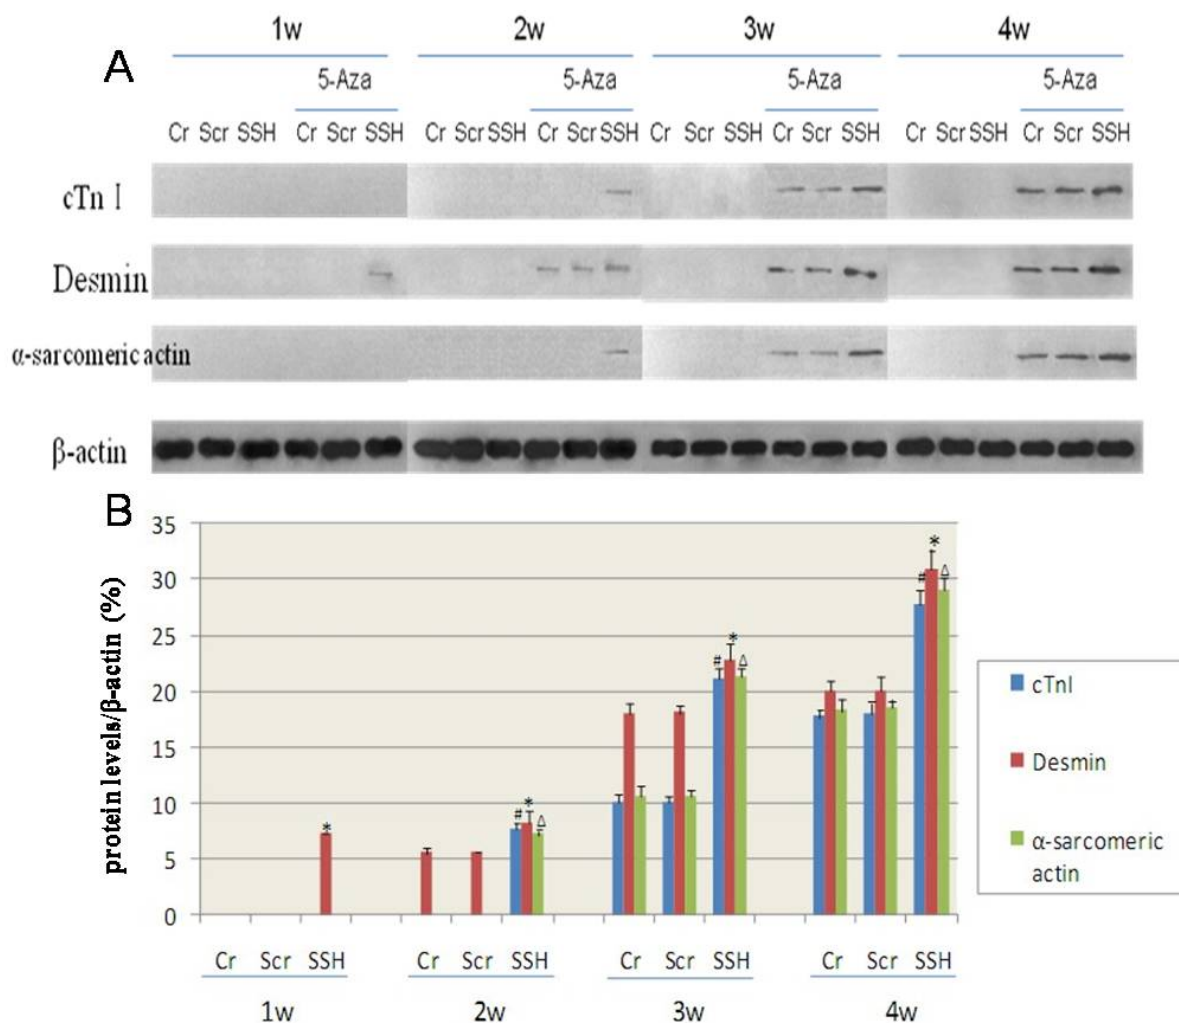 1w 2w 3w 4w
A
5-Aza 5-Aza 5-Aza 5-Aza
Cr Scr SSH Cr Scr SSH Cr Scr SSH Cr Scr SSH Cr Scr SSH Cr Scr SSH Cr Scr SSH Cr Scr SSH
cTn I
Desmin
α-sarcomeric actin
β-actin
B
protein levels/β-actin (%)
35
30
25
20
15
10
5
0
* # * Δ # * Δ # * Δ
Cr Scr SSH Cr Scr SSH Cr Scr SSH Cr Scr SSH
1w 2w 3w 4w
cTnI
Desmin
α-sarcomeric
actin